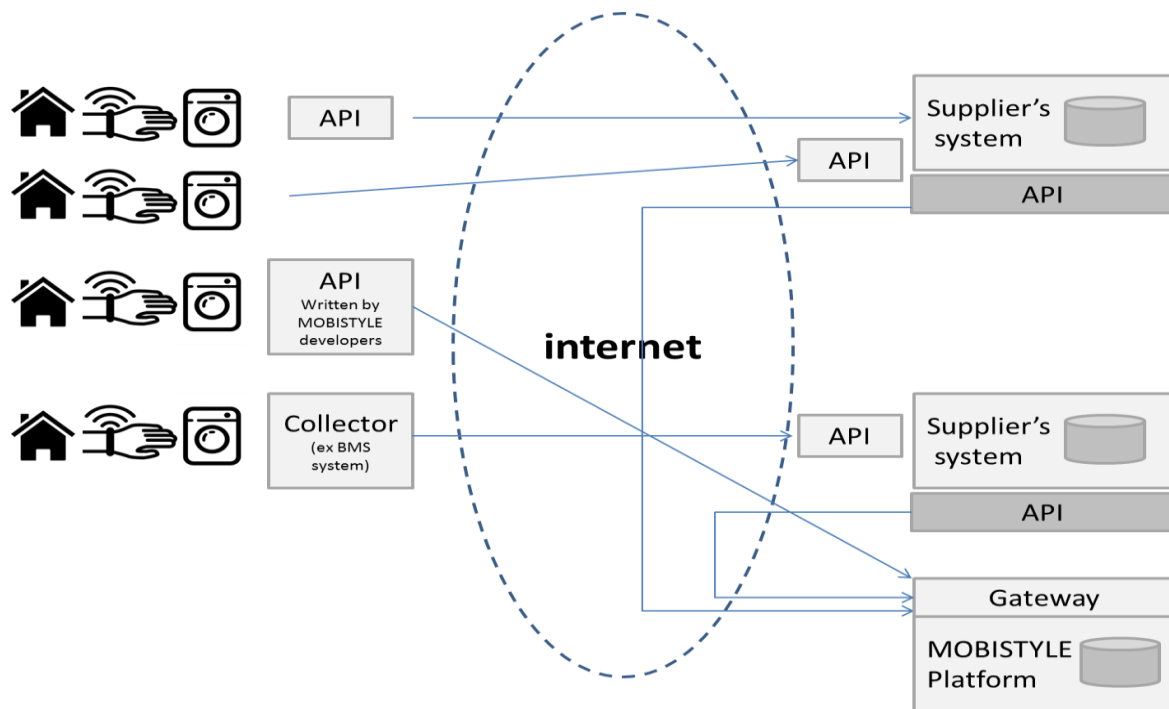 API
Supplier's
system
API
API
API
Written by
MOBISTYLE
developers
internet
Collector
(ex BMS
system)
API
Supplier's
system
API
Gateway
MOBISTYLE
Platform